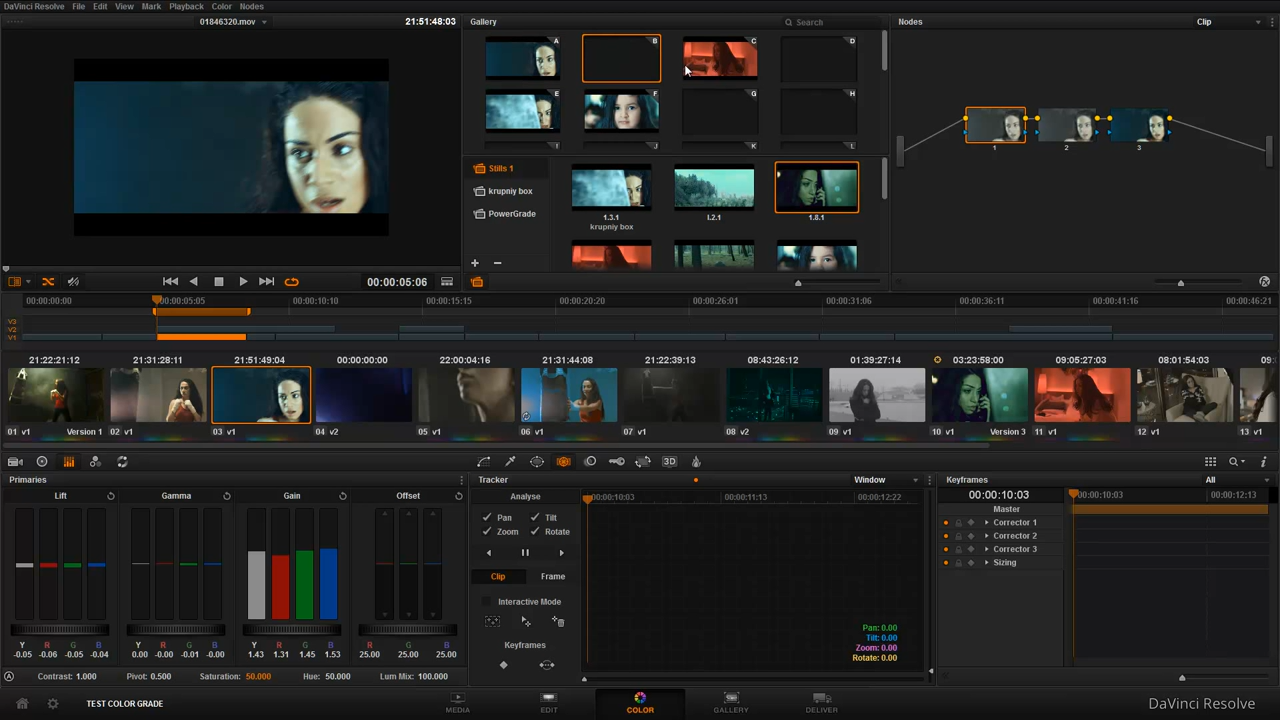 DaVinci Resolve File Edit View Mark Playback Color Nodes
01846320.mov 21:51:48:03
Gallery Search
Nodes Clip
A B C D
E F G H
I J K L
Stills 1
krupniy box
PowerGrade
1.3.1 1.2.1 1.8.1
krupniy box
1 2 3
00:00:05:06
00:00:00:00 00:00:05:05 00:00:10:10 00:00:15:15 00:00:20:20 00:00:26:01 00:00:31:06 00:00:36:11 00:00:41:16 00:00:46:21
V3
V2
V1
21:22:21:12 21:31:28:11 21:51:49:04 00:00:00:00 22:00:04:16 21:31:44:08 21:22:39:13 08:43:26:12 01:39:27:14 03:23:58:00 09:05:27:03 08:01:54:03 09:
01 v1 Version 1 02 v1 03 v1 04 v2 05 v1 06 v1 07 v1 08 v2 09 v1 10 v1 Version 3 11 v1 12 v1 13 v1
3D
Primaries
Lift Gamma Gain Offset
Y R G B Y R G B Y R G B R G B
-0.05 -0.06 -0.05 -0.04 0.00 -0.00 -0.01 -0.00 1.43 1.31 1.45 1.53 25.00 25.00 25.00
Contrast: 1.000 Pivot: 0.500 Saturation: 50.000 Hue: 50.000 Lum Mix: 100.000
Tracker Window
Analyse
Pan Tilt
Zoom Rotate
Clip Frame
Interactive Mode
Keyframes
00:00:10:03 00:00:11:13 00:00:12:22
Pan: 0.00
Tilt: 0.00
Zoom: 0.00
Rotate: 0.00
Keyframes All
00:00:10:03 00:00:10:03 00:00:12:13
Master
Corrector 1
Corrector 2
Corrector 3
Sizing
TEST COLOR GRADE
MEDIA EDIT COLOR GALLERY DELIVER
DaVinci Resolve